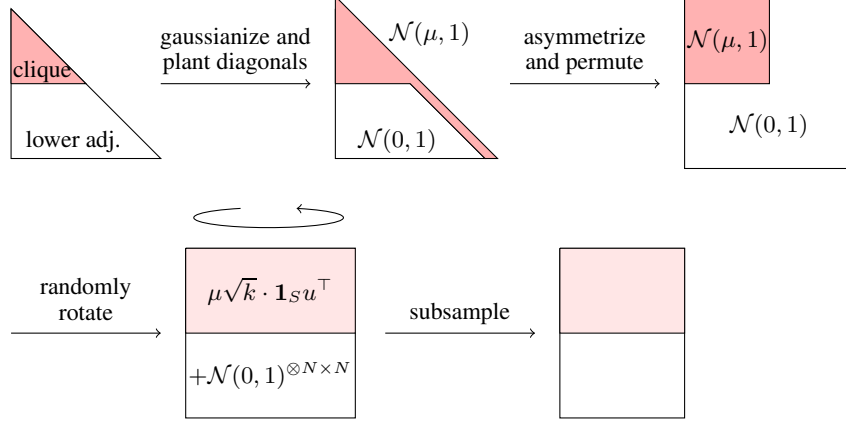 clique
lower adj.
gaussianize and
plant diagonals
𝒩(μ, 1)
𝒩(0, 1)
asymmetrize
and permute
𝒩(μ, 1)
𝒩(0, 1)
randomly
rotate
μ√k · 𝟏_S u^⊤
+𝒩(0, 1)^{⊗N×N}
subsample